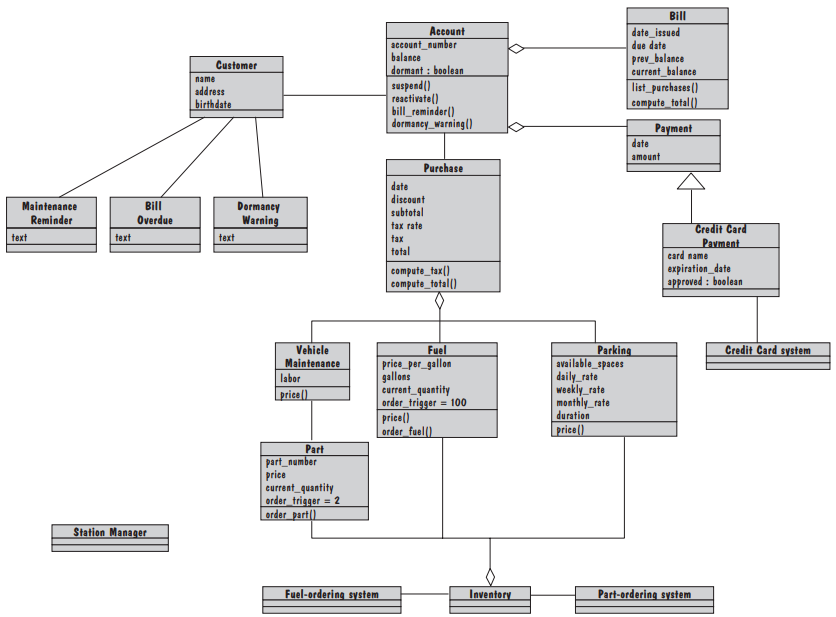 Bill
date_issued
due date
prev_balance
current_balance
list_purchases()
compute_total()
Account
account_number
balance
dormant : boolean
suspend()
reactivate()
bill_reminder()
dormancy_warning()
Customer
name
address
birthdate
Payment
date
amount
Purchase
date
discount
subtotal
tax rate
tax
total
compute_tax()
compute_total()
Maintenance
Reminder
text
Bill
Overdue
text
Dormancy
Warning
text
Credit Card
Payment
card name
expiration_date
approved : boolean
Credit Card system
Vehicle
Maintenance
labor
price()
Fuel
price_per_gallon
gallons
current_quantity
order_trigger = 100
price()
order_fuel()
Parking
available_spaces
daily_rate
weekly_rate
monthly_rate
duration
price()
Part
part_number
price
current_quantity
order_trigger = 2
order_part()
Station Manager
Fuel-ordering system
Inventory
Part-ordering system